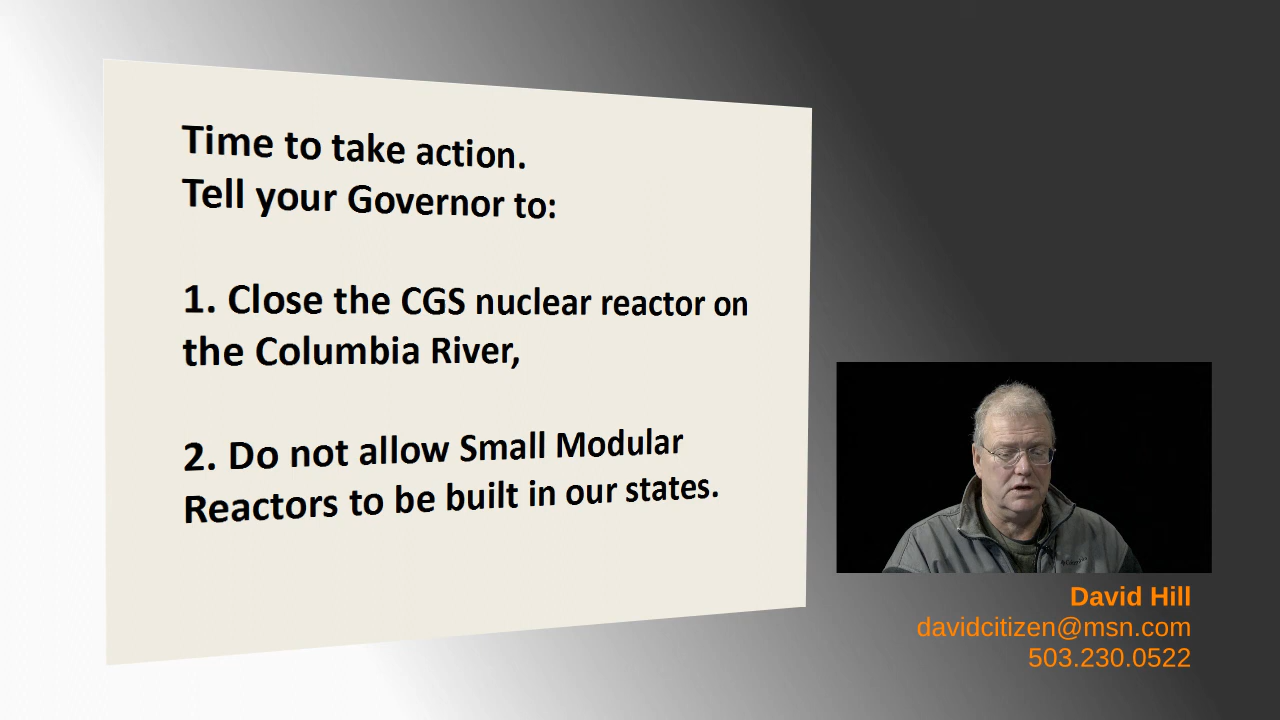 Time to take action.
Tell your Governor to:
1. Close the CGS nuclear reactor on
the Columbia River,
2. Do not allow Small Modular
Reactors to be built in our states.
David Hill
davidcitizen@msn.com
503.230.0522